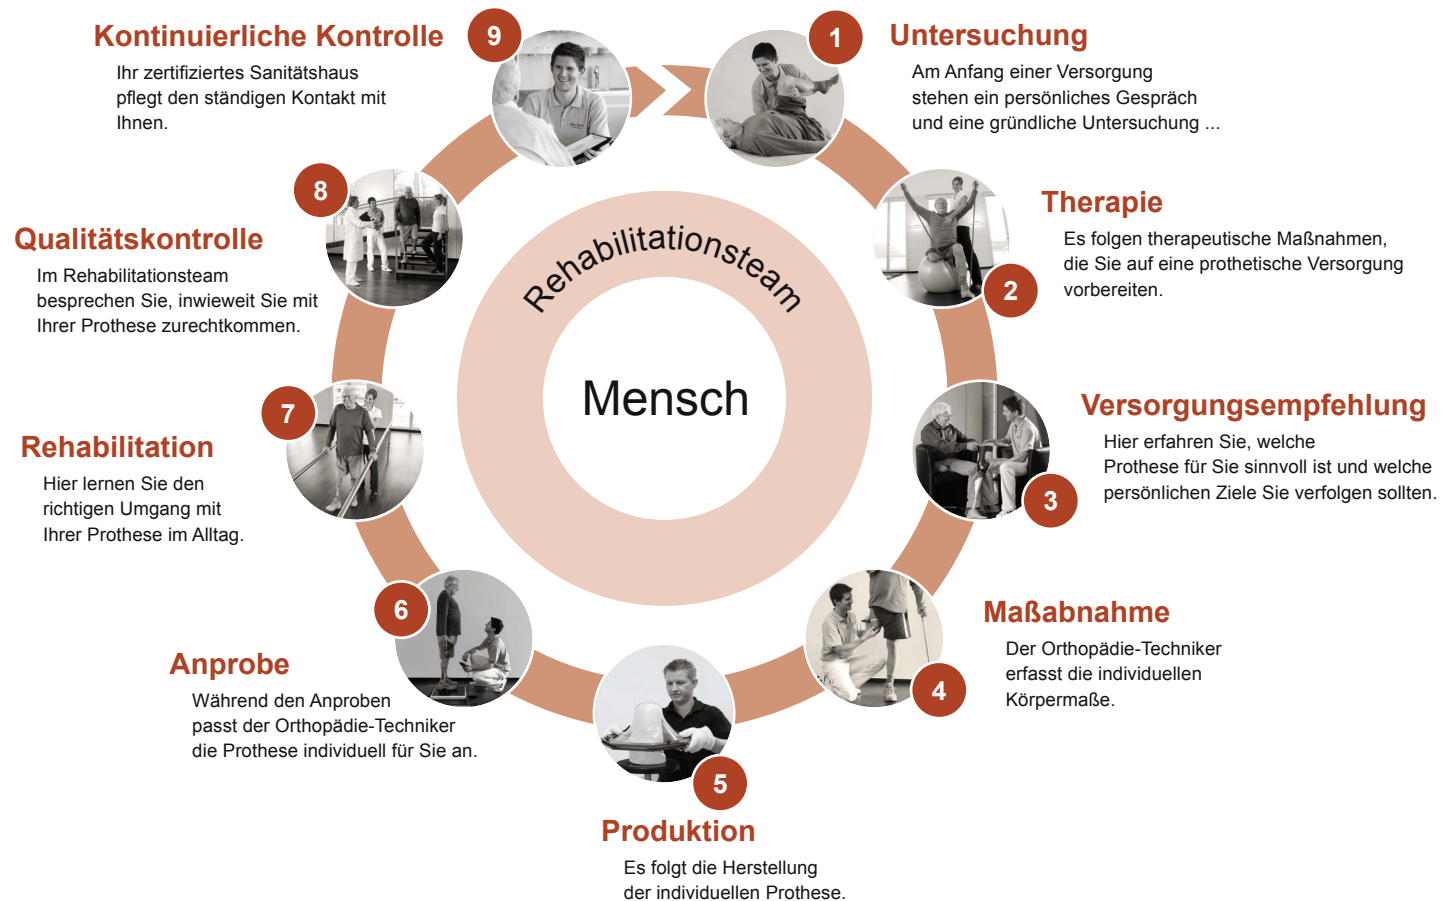 1
Untersuchung
Am Anfang einer Versorgung
stehen ein persönliches Gespräch
und eine gründliche Untersuchung ...
2
Therapie
Es folgen therapeutische Maßnahmen,
die Sie auf eine prothetische Versorgung
vorbereiten.
3
Versorgungsempfehlung
Hier erfahren Sie, welche
Prothese für Sie sinnvoll ist und welche
persönlichen Ziele Sie verfolgen sollten.
4
Maßabnahme
Der Orthopädie-Techniker
erfasst die individuellen
Körpermaße.
5
Produktion
Es folgt die Herstellung
der individuellen Prothese.
6
Anprobe
Während den Anproben
passt der Orthopädie-Techniker
die Prothese individuell für Sie an.
7
Rehabilitation
Hier lernen Sie den
richtigen Umgang mit
Ihrer Prothese im Alltag.
8
Qualitätskontrolle
Im Rehabilitationsteam
besprechen Sie, inwieweit Sie mit
Ihrer Prothese zurechtkommen.
9
Kontinuierliche Kontrolle
Ihr zertifiziertes Sanitätshaus
pflegt den ständigen Kontakt mit
Ihnen.
Rehabilitationsteam
Mensch